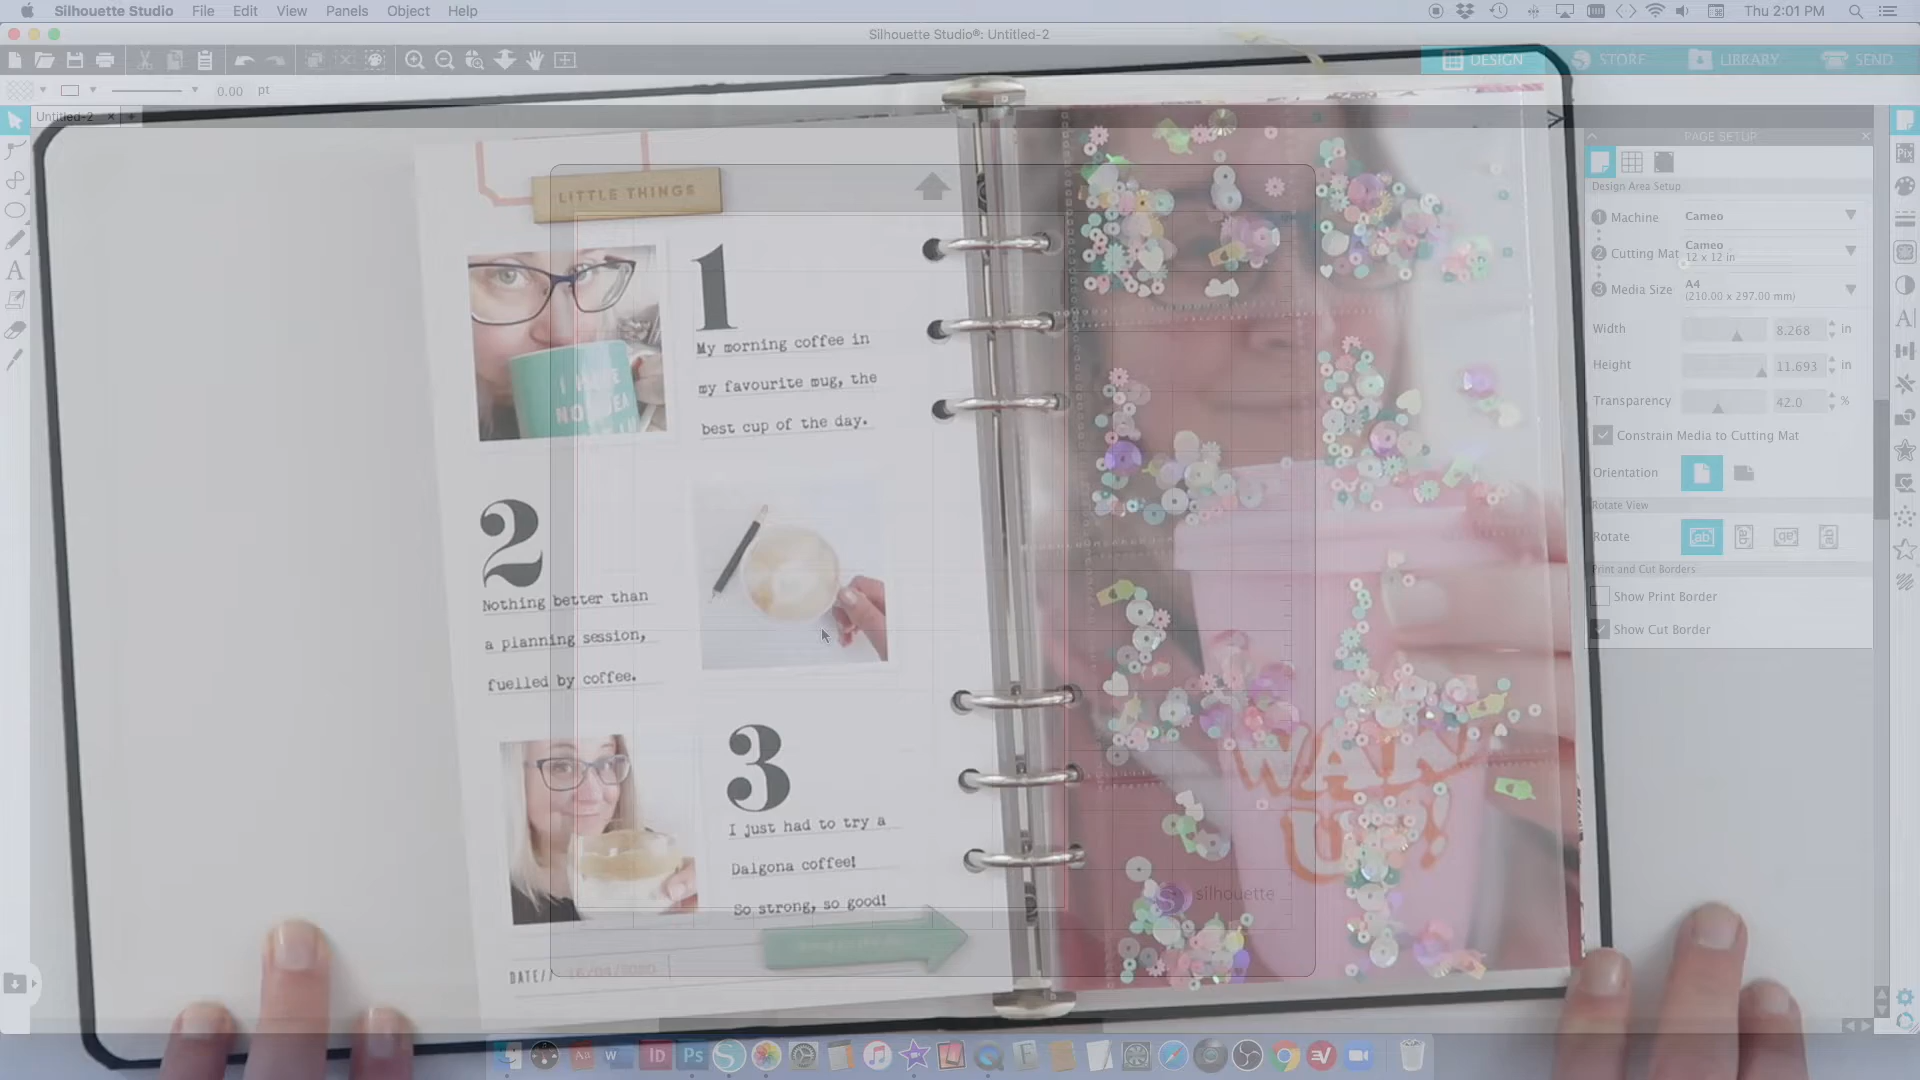 Silhouette Studio File Edit View Panels Object Help
Thu 2:01 PM
Silhouette Studio®: Untitled-2
DESIGN STORE LIBRARY SEND
0.00 pt
Untitled-2
PAGE SETUP
Design Area Setup
1 Machine Cameo
2 Cutting Mat Cameo
12 x 12 in
3 Media Size A4
(210.00 x 297.00 mm)
Width 8.268 in
Height 11.693 in
Transparency 42.0 %
Constrain Media to Cutting Mat
Orientation
Rotate View
Rotate
Print and Cut Borders
Show Print Border
Show Cut Border
LITTLE THINGS
1
My morning coffee in
my favourite mug, the
best cup of the day.
I HAVE
NO IDEA
2
Nothing better than
a planning session,
fuelled by coffee.
3
I just had to try a
Dalgona coffee!
So strong, so good!
DATE//
silhouette